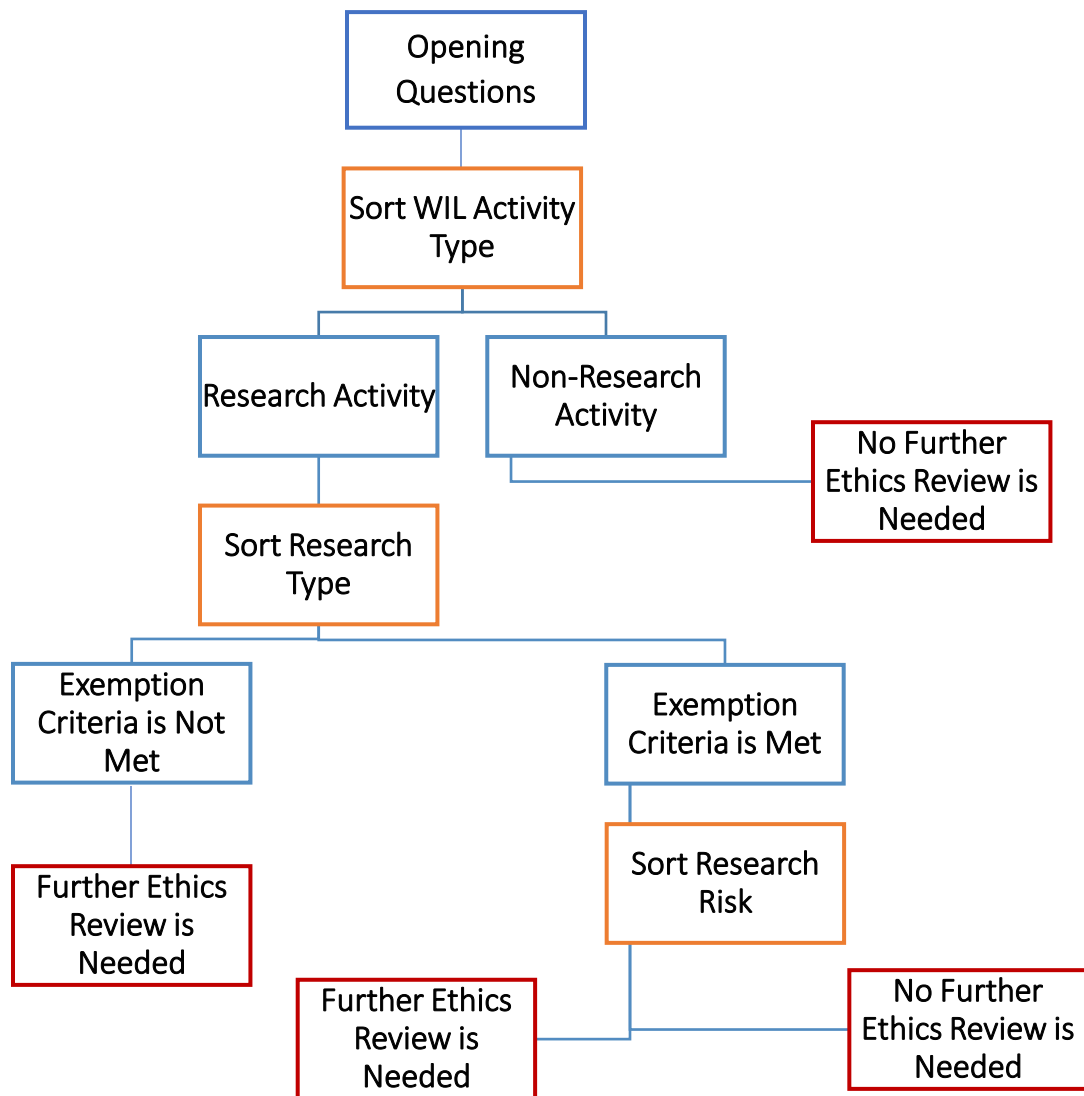 Opening
Questions
Sort WIL Activity
Type
Research Activity
Non-Research
Activity
No Further
Ethics Review is
Needed
Sort Research
Type
Exemption
Criteria is Not
Met
Exemption
Criteria is Met
Further Ethics
Review is
Needed
Sort Research
Risk
Further Ethics
Review is
Needed
No Further
Ethics Review is
Needed